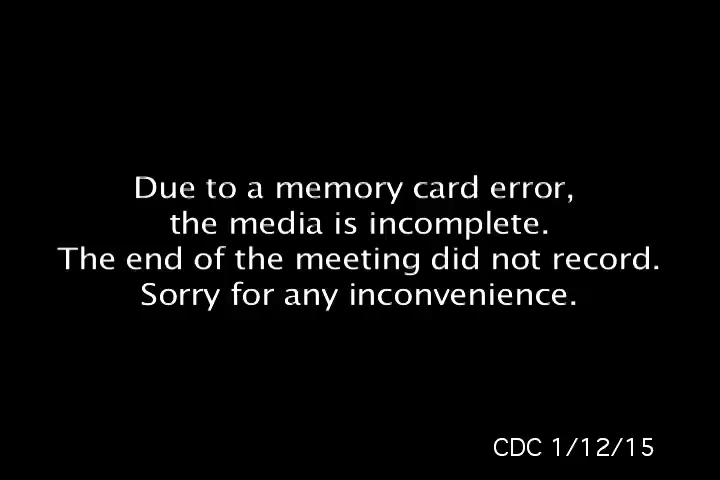 Due to a memory card error,
the media is incomplete.
The end of the meeting did not record.
Sorry for any inconvenience.
CDC 1/12/15